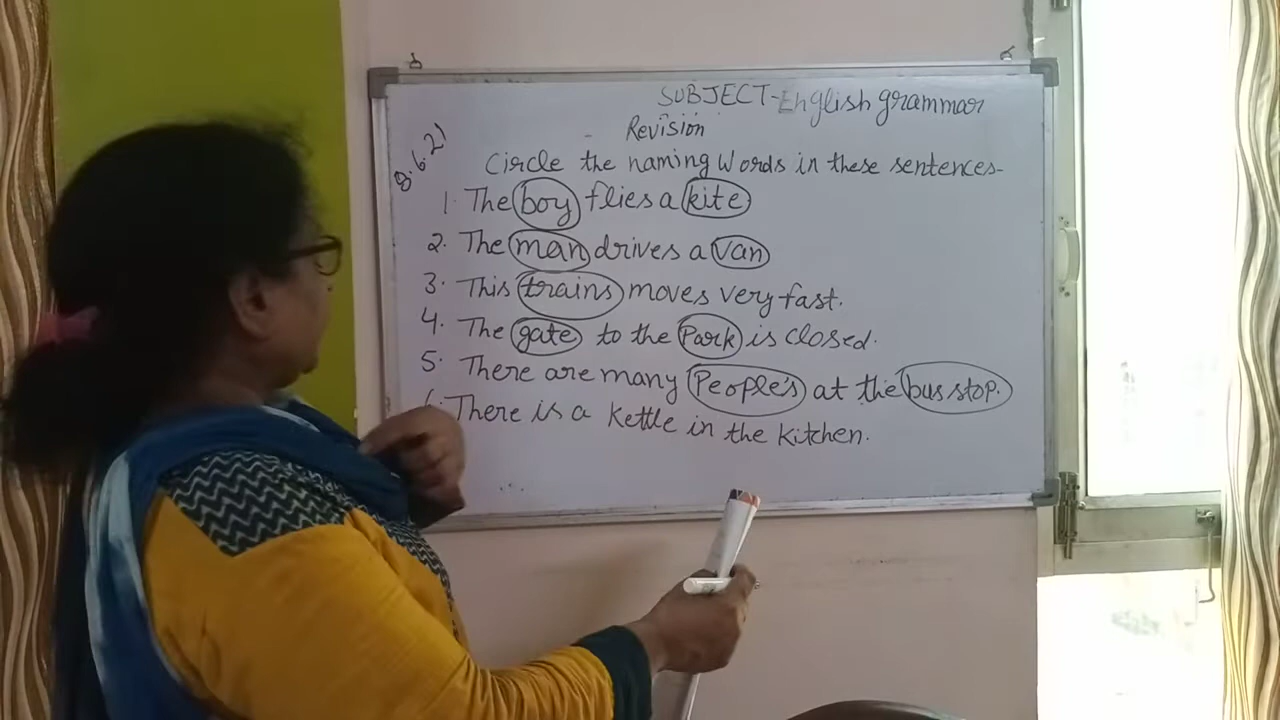 SUBJECT-English grammar
Revision
8.6.21
Circle the naming words in these sentences-
1. The boy flies a kite
2. The man drives a van
3. This trains moves very fast.
4. The gate to the Park is closed.
5. There are many Peoples at the bus stop.
There is a kettle in the kitchen.